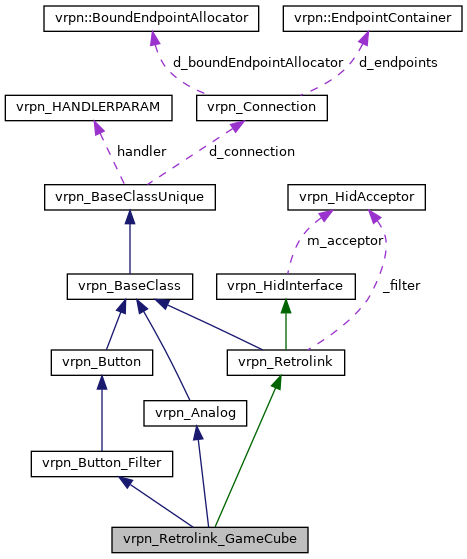 vrpn::BoundEndpointAllocator
vrpn::EndpointContainer
d_boundEndpointAllocator
d_endpoints
vrpn_HANDLERPARAM
vrpn_Connection
handler
d_connection
vrpn_BaseClassUnique
vrpn_HidAcceptor
m_acceptor
vrpn_BaseClass
vrpn_HidInterface
_filter
vrpn_Button
vrpn_Retrolink
vrpn_Analog
vrpn_Button_Filter
vrpn_Retrolink_GameCube